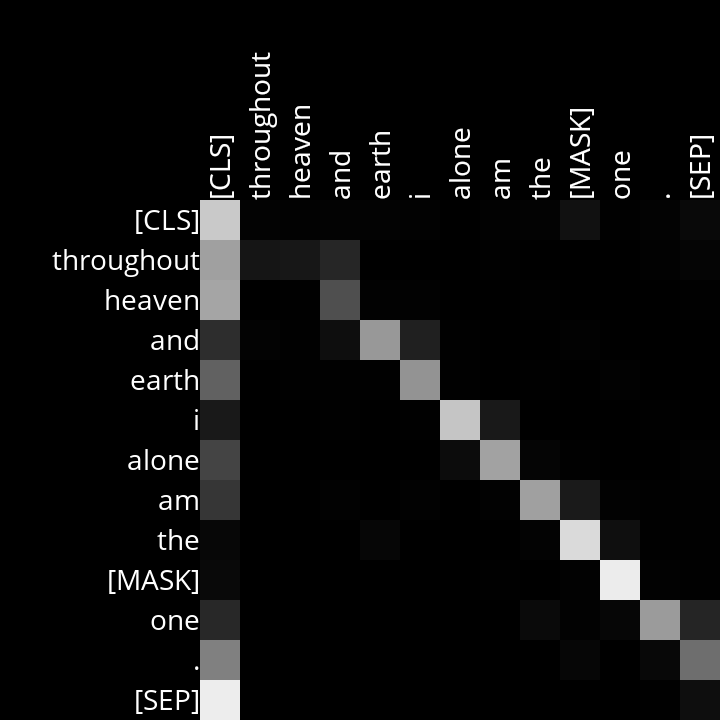 [CLS] throughout heaven and earth i alone am the [MASK] one . [SEP]
[CLS]
throughout
heaven
and
earth
i
alone
am
the
[MASK]
one
.
[SEP]